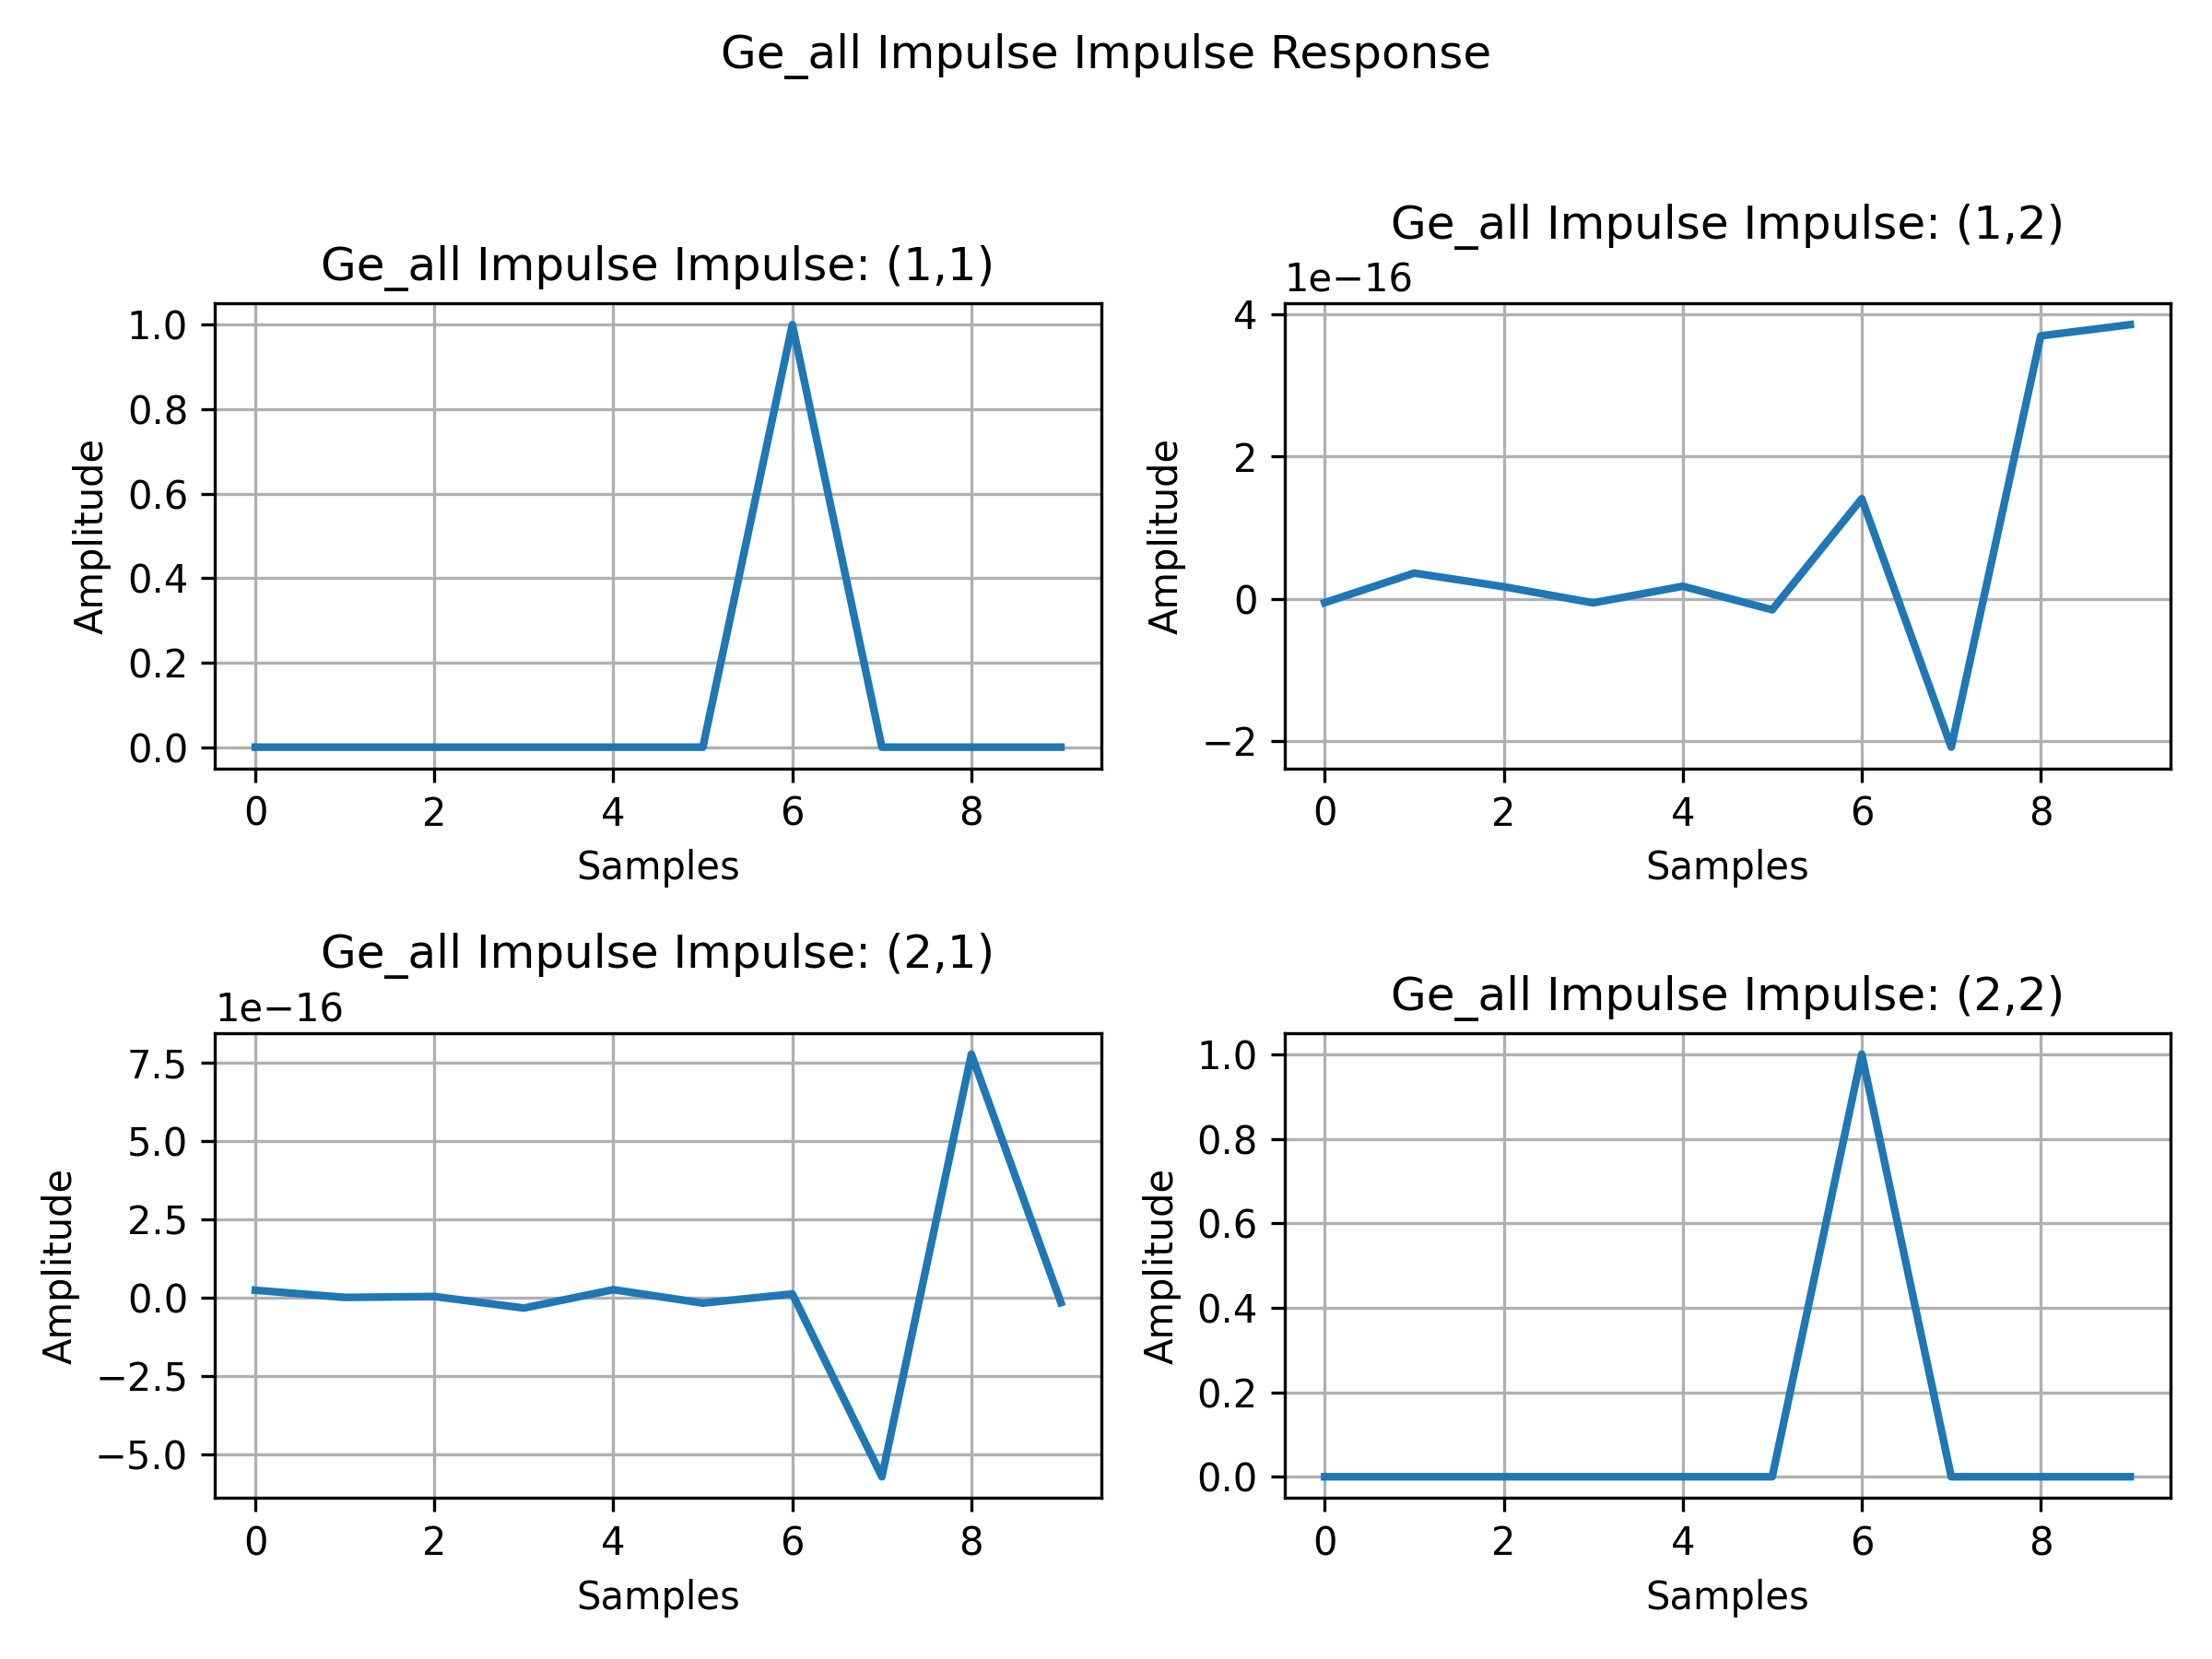 Ge_all Impulse Impulse Response
Ge_all Impulse Impulse: (1,1)
1.0
0.8
0.6
0.4
0.2
0.0
Amplitude
0 2 4 6 8
Samples
Ge_all Impulse Impulse: (1,2)
1e−16
4
2
0
−2
Amplitude
0 2 4 6 8
Samples
Ge_all Impulse Impulse: (2,1)
1e−16
7.5
5.0
2.5
0.0
−2.5
−5.0
Amplitude
0 2 4 6 8
Samples
Ge_all Impulse Impulse: (2,2)
1.0
0.8
0.6
0.4
0.2
0.0
Amplitude
0 2 4 6 8
Samples